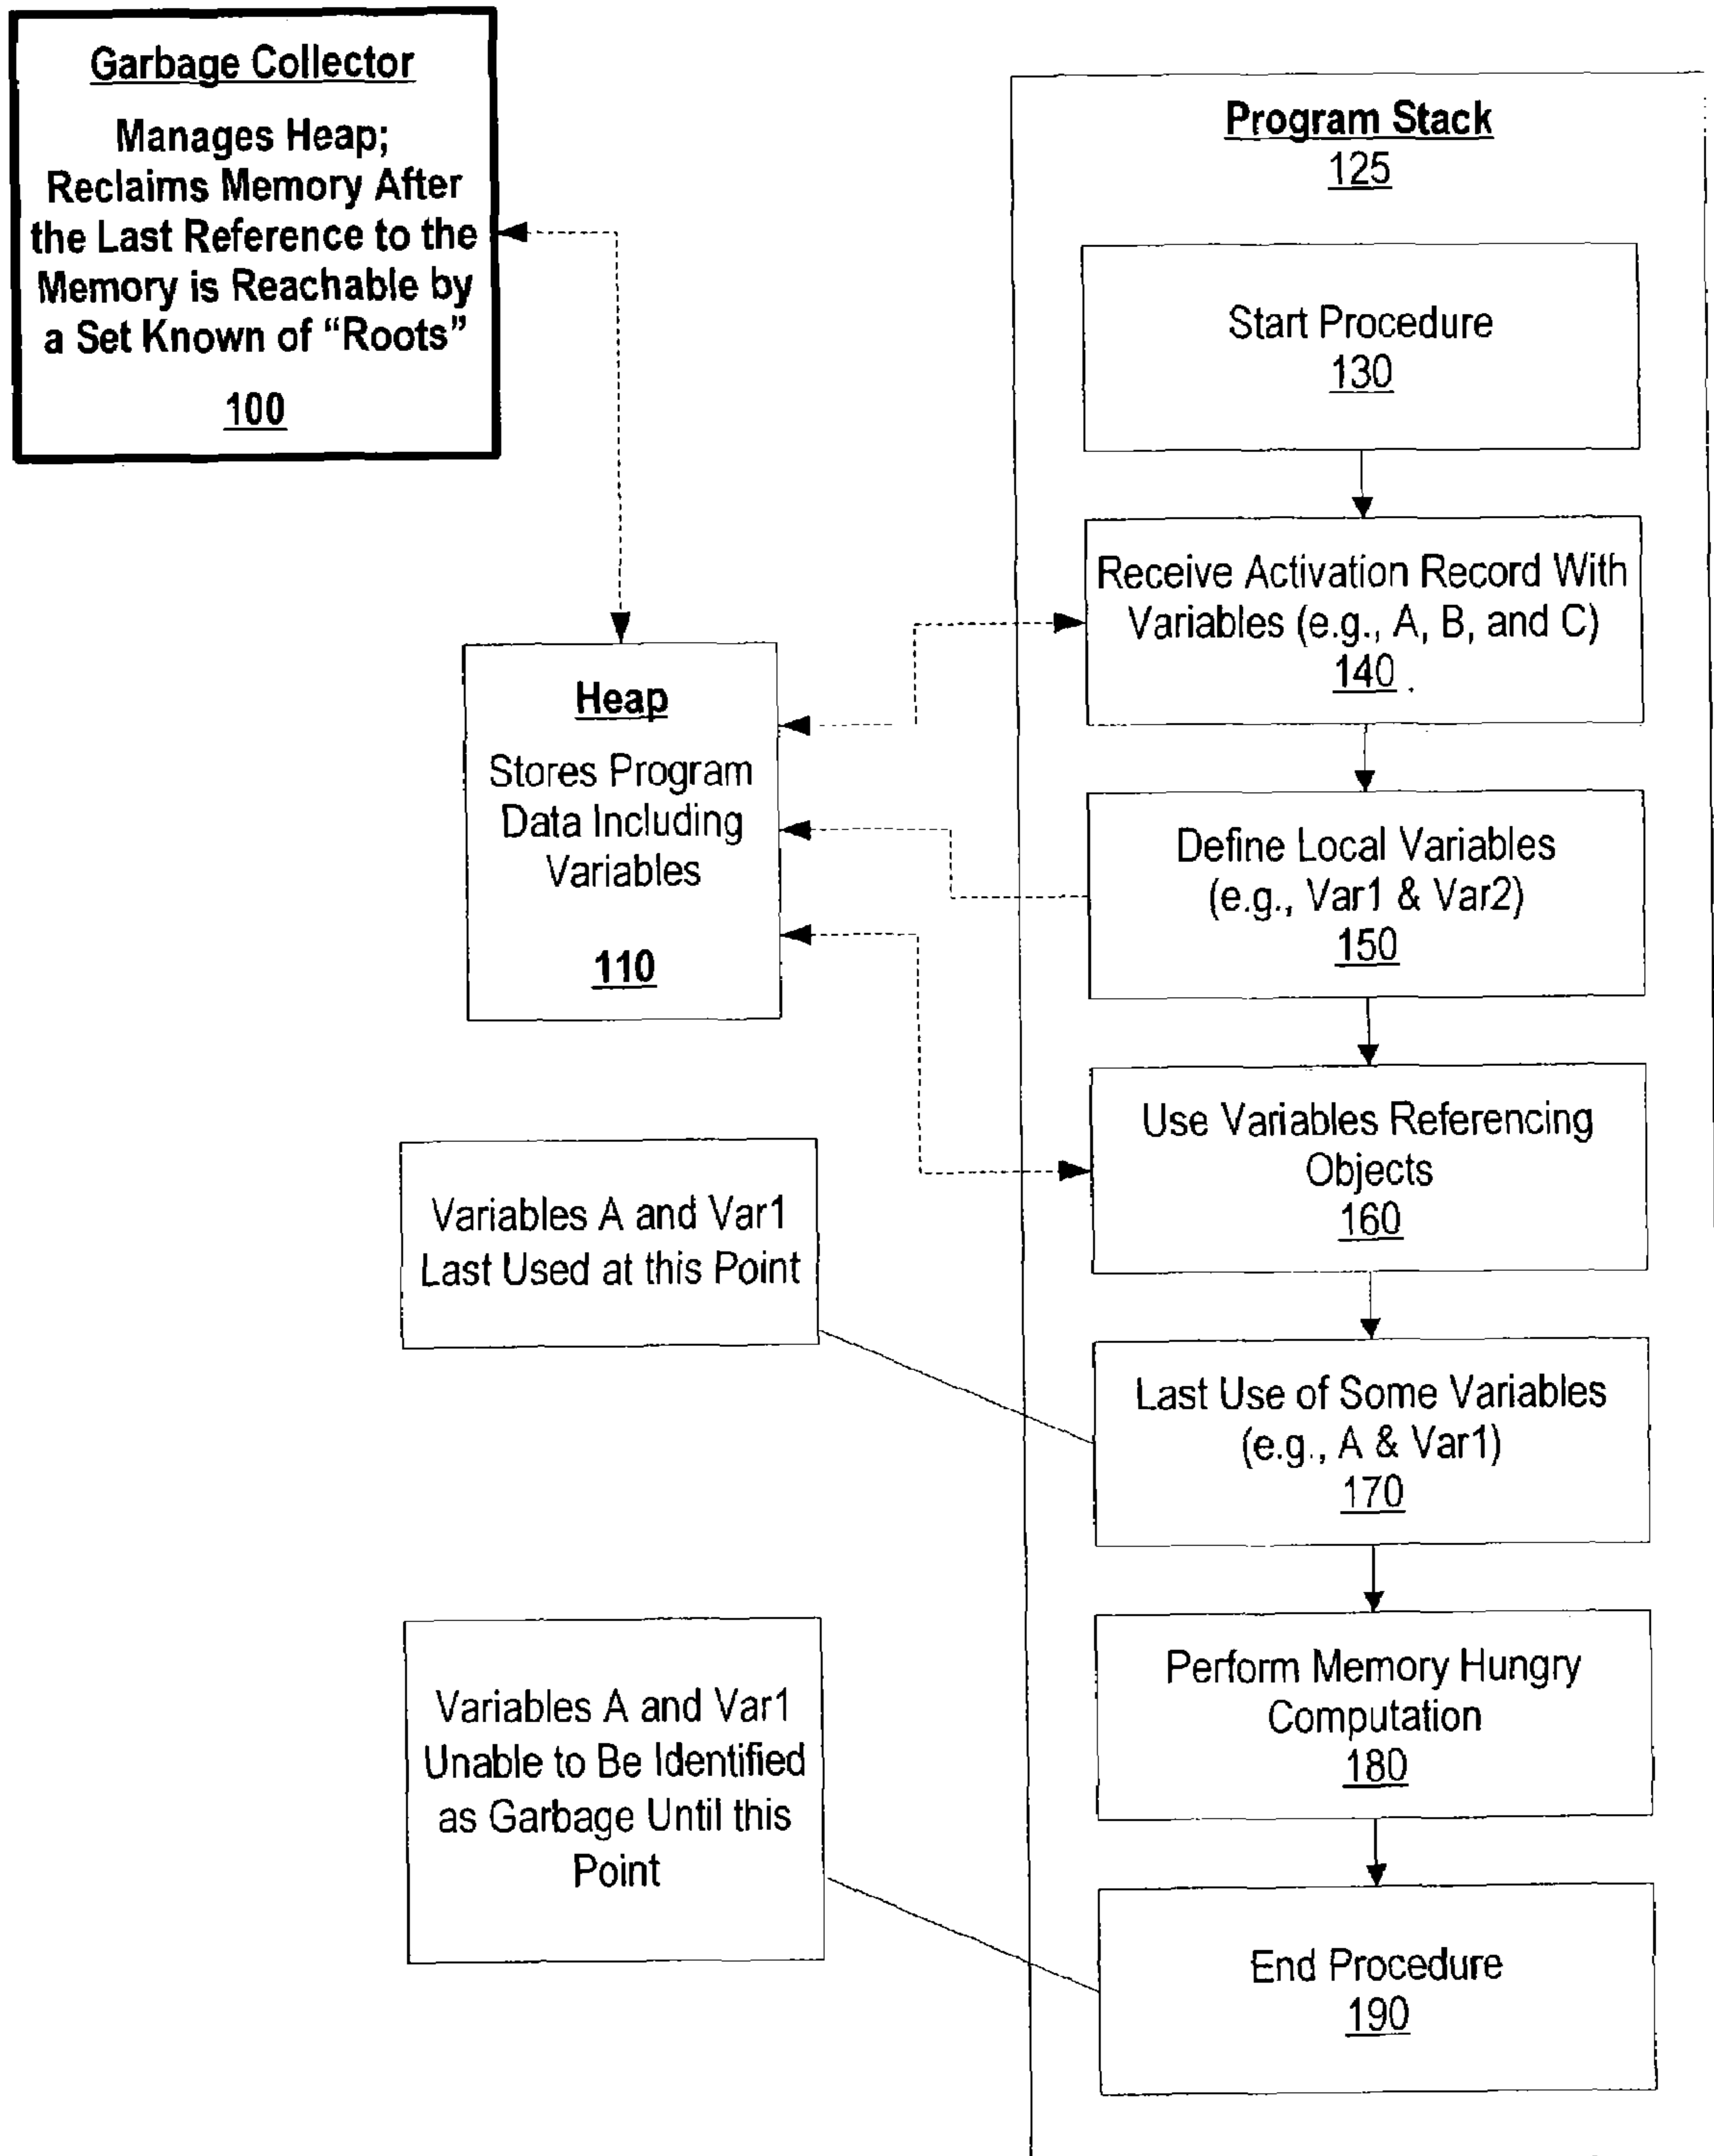 Garbage Collector
Manages Heap;
Reclaims Memory After
the Last Reference to the
Memory is Reachable by
a Set Known of “Roots”
100
Program Stack
125
Start Procedure
130
Receive Activation Record With
Variables (e.g., A, B, and C)
140
Heap
Stores Program
Data Including
Variables
110
Define Local Variables
(e.g., Var1 & Var2)
150
Use Variables Referencing
Objects
160
Variables A and Var1
Last Used at this Point
Last Use of Some Variables
(e.g., A & Var1)
170
Perform Memory Hungry
Computation
180
Variables A and Var1
Unable to Be Identified
as Garbage Until this
Point
End Procedure
190